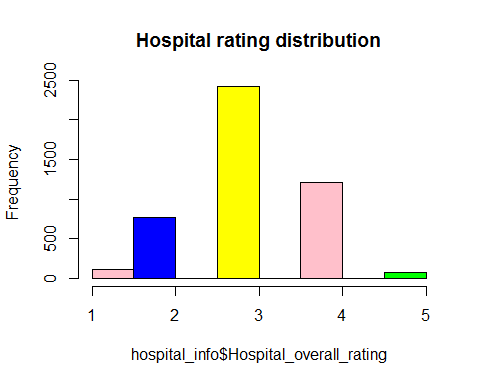 Hospital rating distribution
Frequency
2500
1500
500
0
1 2 3 4 5
hospital_info$Hospital_overall_rating